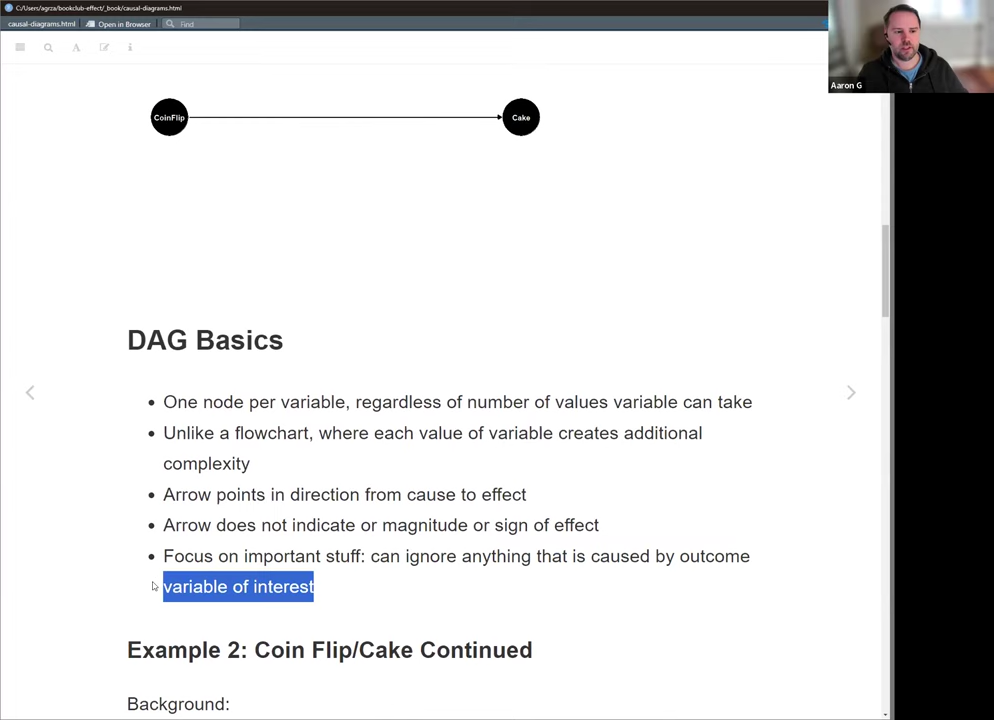 C:/Users/agrza/bookclub-effect/_book/causal-diagrams.html
causal-diagrams.html
Open in Browser
Find
Aaron G
CoinFlip
Cake
DAG Basics
• One node per variable, regardless of number of values variable can take
• Unlike a flowchart, where each value of variable creates additional
complexity
• Arrow points in direction from cause to effect
• Arrow does not indicate or magnitude or sign of effect
• Focus on important stuff: can ignore anything that is caused by outcome
variable of interest
Example 2: Coin Flip/Cake Continued
Background: